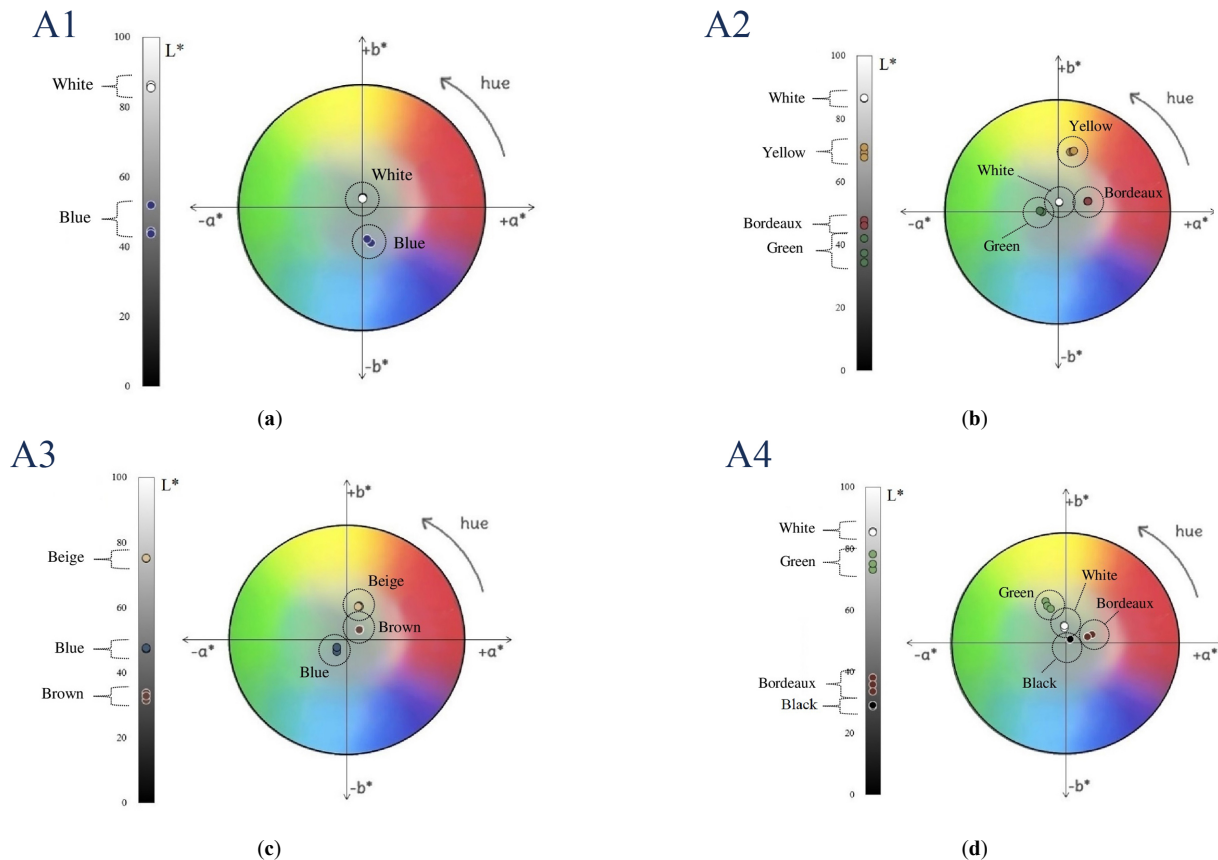 A1
100
L*
+b*
White
hue
80
White
60
Blue
-a*
+a*
Blue
40
20
-b*
0
(a)
A2
100
L*
+b*
White
hue
80
Yellow
Yellow
White
60
Bordeaux
-a*
+a*
Bordeaux
Green
40
Green
20
-b*
0
(b)
A3
100
L*
+b*
hue
80
Beige
Beige
60
Brown
-a*
+a*
Blue
Blue
40
Brown
20
-b*
0
(c)
A4
100
L*
+b*
White
hue
80
Green
White
Green
Bordeaux
60
-a*
+a*
40
Black
Bordeaux
Black
20
-b*
0
(d)